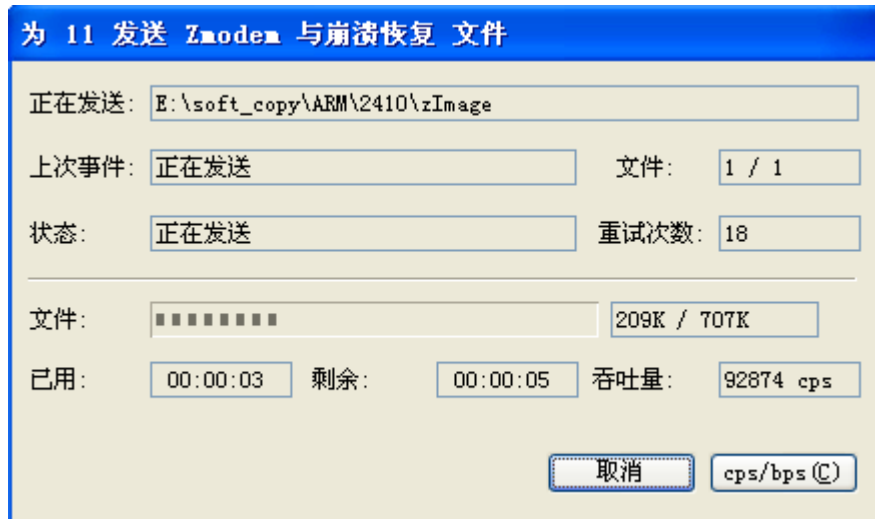 为 11 发送 Zmodem 与崩溃恢复 文件
正在发送: E:\soft_copy\ARM\2410\zImage
上次事件: 正在发送 文件: 1 / 1
状态: 正在发送 重试次数: 18
文件: 209K / 707K
已用: 00:00:03 剩余: 00:00:05 吞吐量: 92874 cps
取消 cps/bps(C)